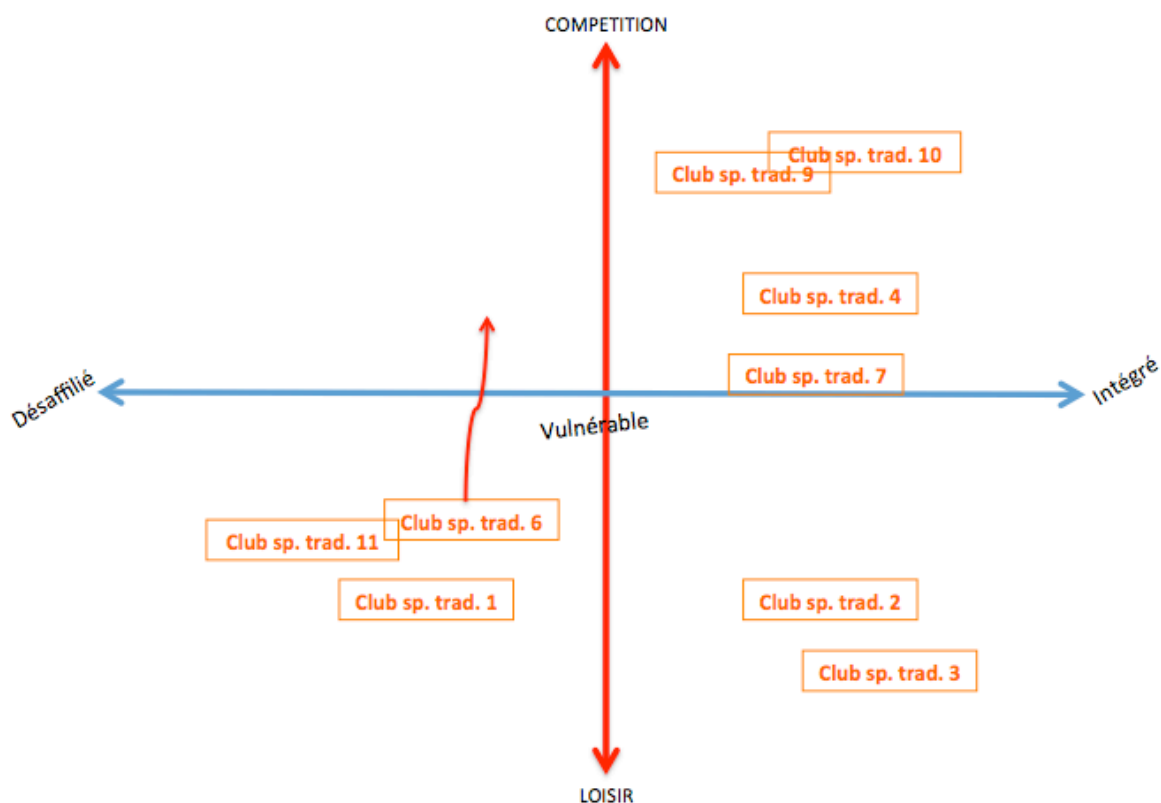 COMPETITION
Club sp. trad. 10
Club sp. trad. 9
Club sp. trad. 4
Club sp. trad. 7
Désaffilié
Intégré
Vulnérable
Club sp. trad. 6
Club sp. trad. 11
Club sp. trad. 1
Club sp. trad. 2
Club sp. trad. 3
LOISIR